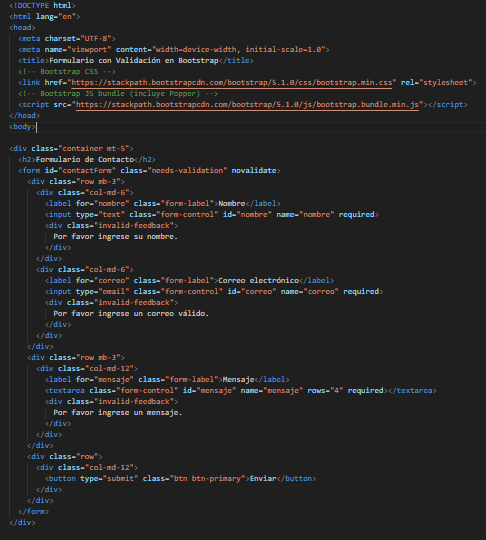 <!DOCTYPE html>
<html lang="en">
<head>
<meta charset="UTF-8">
<meta name="viewport" content="width=device-width, initial-scale=1.0">
<title>Formulario con Validación en Bootstrap</title>
<!-- Bootstrap CSS -->
<link href="https://stackpath.bootstrapcdn.com/bootstrap/5.1.0/css/bootstrap.min.css" rel="stylesheet">
<!-- Bootstrap JS bundle (incluye Popper) -->
<script src="https://stackpath.bootstrapcdn.com/bootstrap/5.1.0/js/bootstrap.bundle.min.js"></script>
</head>
<body>
<div class="container mt-5">
<h2>Formulario de Contacto</h2>
<form id="contactForm" class="needs-validation" novalidate>
<div class="row mb-3">
<div class="col-md-6">
<label for="nombre" class="form-label">Nombre</label>
<input type="text" class="form-control" id="nombre" name="nombre" required>
<div class="invalid-feedback">
Por favor ingrese su nombre.
</div>
</div>
<div class="col-md-6">
<label for="correo" class="form-label">Correo electrónico</label>
<input type="email" class="form-control" id="correo" name="correo" required>
<div class="invalid-feedback">
Por favor ingrese un correo válido.
</div>
</div>
</div>
<div class="row mb-3">
<div class="col-md-12">
<label for="mensaje" class="form-label">Mensaje</label>
<textarea class="form-control" id="mensaje" name="mensaje" rows="4" required></textarea>
<div class="invalid-feedback">
Por favor ingrese un mensaje.
</div>
</div>
</div>
<div class="row">
<div class="col-md-12">
<button type="submit" class="btn btn-primary">Enviar</button>
</div>
</div>
</form>
</div>